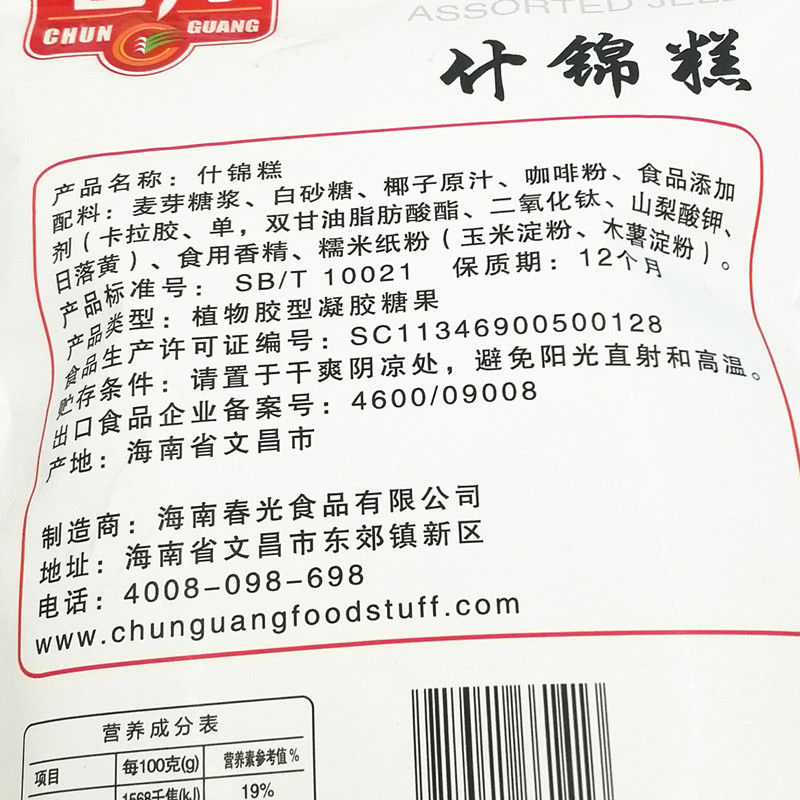 CHUN GUANG
ASSORTED
什锦糕
产品名称：什锦糕
配料：麦芽糖浆、白砂糖、椰子原汁、咖啡粉、食品添加
剂（卡拉胶、单，双甘油脂肪酸酯、二氧化钛、山梨酸钾、
日落黄）、食用香精、糯米纸粉（玉米淀粉、木薯淀粉）。
产品标准号： SB/T 10021 保质期：12个月
产品类型：植物胶型凝胶糖果
食品生产许可证编号：SC11346900500128
贮存条件：请置于干爽阴凉处，避免阳光直射和高温。
出口食品企业备案号：4600/09008
产地：海南省文昌市
制造商：海南春光食品有限公司
地址：海南省文昌市东郊镇新区
电话：4008-098-698
www.chunguangfoodstuff.com
营养成分表
项目 每100克(g) 营养素参考值%
1568千焦(kJ) 19%